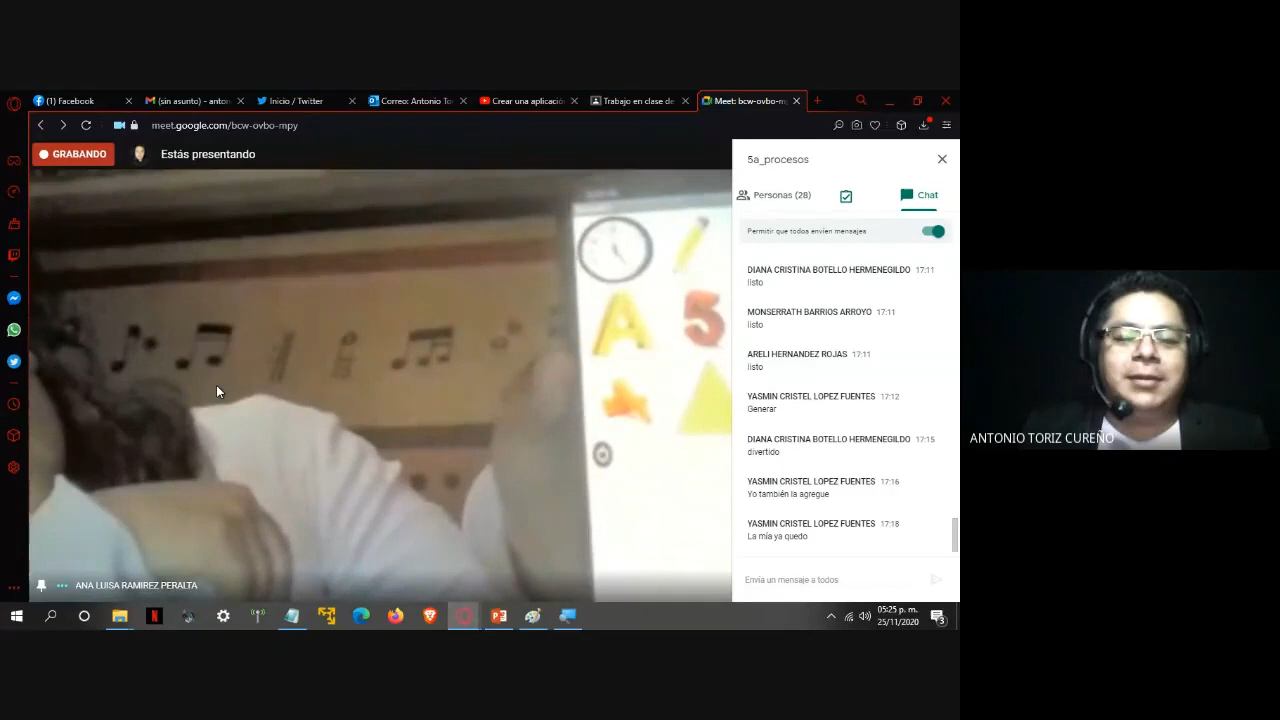 (1) Facebook
(sin asunto) - anton
Inicio / Twitter
Correo: Antonio To
Crear una aplicació
Trabajo en clase de
Meet: bcw-ovbo-m
meet.google.com/bcw-ovbo-mpy
GRABANDO
Estás presentando
5a_procesos
Personas (28)
Chat
Permitir que todos envíen mensajes
DIANA CRISTINA BOTELLO HERMENEGILDO 17:11
listo
MONSERRATH BARRIOS ARROYO 17:11
listo
ARELI HERNANDEZ ROJAS 17:11
listo
YASMIN CRISTEL LOPEZ FUENTES 17:12
Generar
DIANA CRISTINA BOTELLO HERMENEGILDO 17:15
divertido
YASMIN CRISTEL LOPEZ FUENTES 17:16
Yo también la agregue
YASMIN CRISTEL LOPEZ FUENTES 17:18
La mía ya quedo
Envía un mensaje a todos
A 5
ANA LUISA RAMIREZ PERALTA
ANTONIO TORIZ CUREÑO
05:25 p. m.
25/11/2020
3